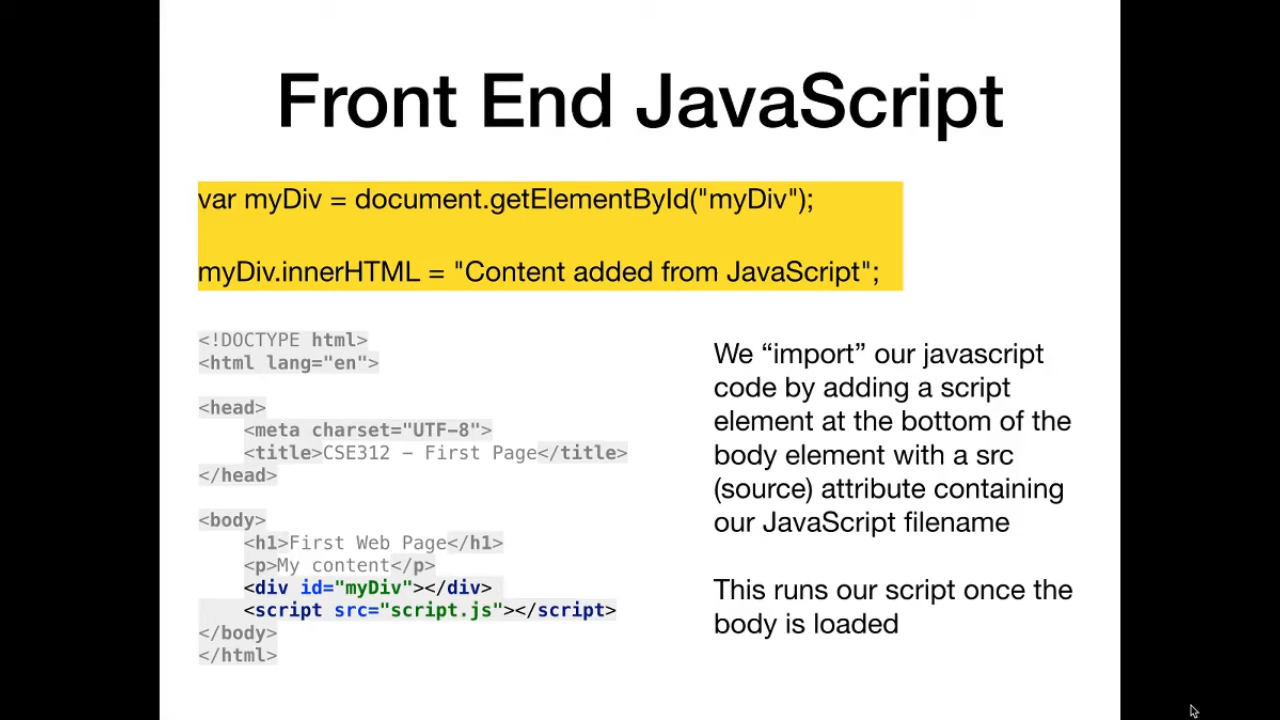 Front End JavaScript
var myDiv = document.getElementById("myDiv");
myDiv.innerHTML = "Content added from JavaScript";
<!DOCTYPE html>
<html lang="en">
<head>
    <meta charset="UTF-8">
    <title>CSE312 - First Page</title>
</head>
<body>
    <h1>First Web Page</h1>
    <p>My content</p>
    <div id="myDiv"></div>
    <script src="script.js"></script>
</body>
</html>
We “import” our javascript
code by adding a script
element at the bottom of the
body element with a src
(source) attribute containing
our JavaScript filename
This runs our script once the
body is loaded